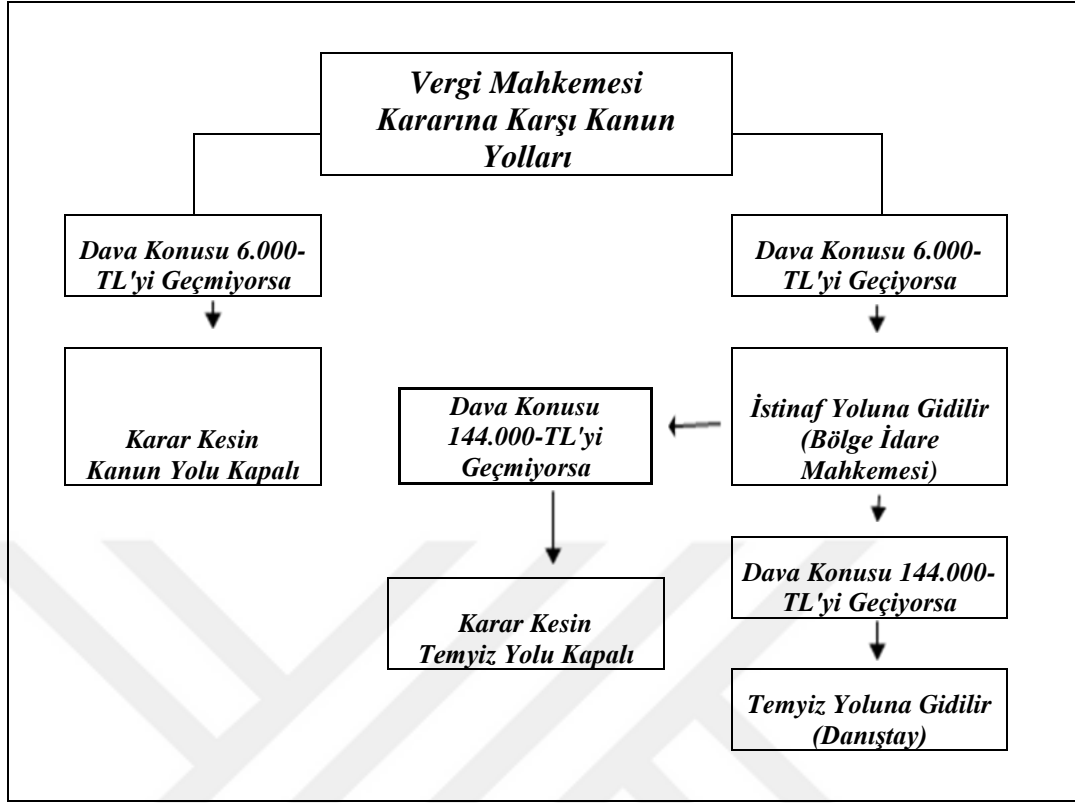 Vergi Mahkemesi
Kararına Karşı Kanun
Yolları
Dava Konusu 6.000-
TL'yi Geçmiyorsa
Dava Konusu 6.000-
TL'yi Geçiyorsa
Karar Kesin
Kanun Yolu Kapalı
Dava Konusu
144.000-TL'yi
Geçmiyorsa
İstinaf Yoluna Gidilir
(Bölge İdare
Mahkemesi)
Karar Kesin
Temyiz Yolu Kapalı
Dava Konusu 144.000-
TL'yi Geçiyorsa
Temyiz Yoluna Gidilir
(Danıştay)